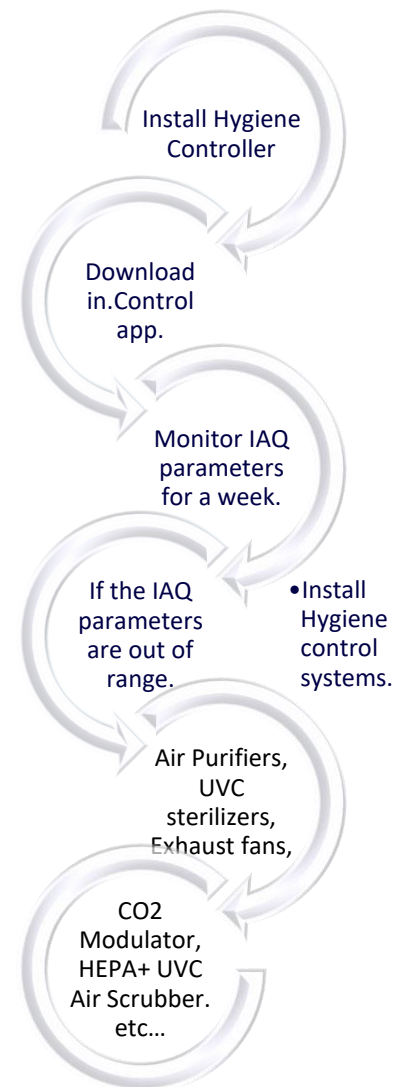 Install Hygiene
Controller
Download
in.Control
app.
Monitor IAQ
parameters
for a week.
If the IAQ
parameters
are out of
range.
•Install
Hygiene
control
systems.
Air Purifiers,
UVC
sterilizers,
Exhaust fans,
CO2
Modulator,
HEPA+ UVC
Air Scrubber.
etc...